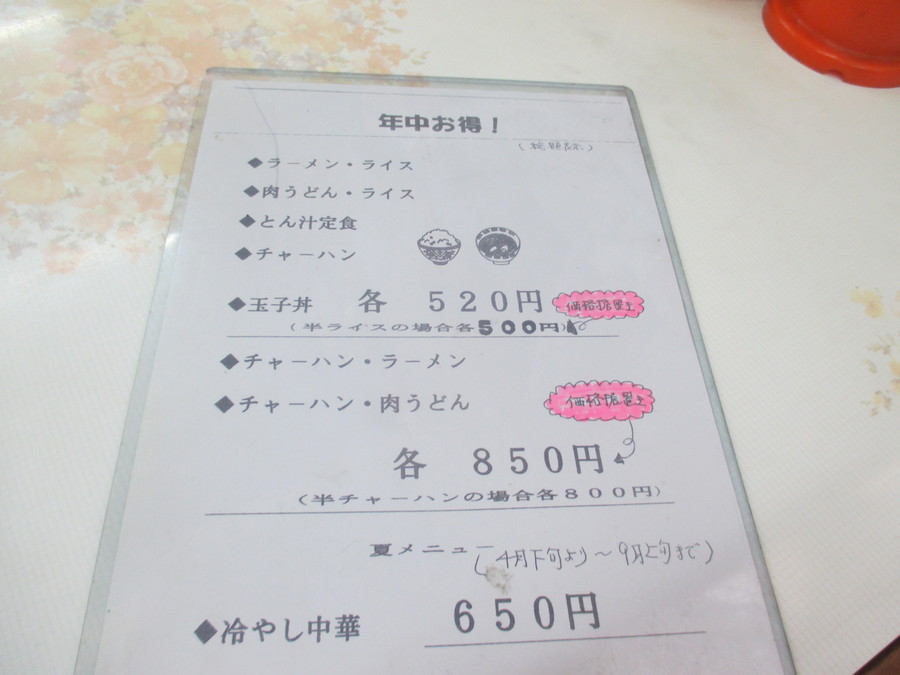 年中お得！
（総額表示）
◆ラーメン・ライス
◆肉うどん・ライス
◆とん汁定食
◆チャーハン
◆玉子丼 各 520円 価格据置き
（半ライスの場合各500円）
◆チャーハン・ラーメン
◆チャーハン・肉うどん 価格据置き
各 850円
（半チャーハンの場合各800円）
夏メニュー（4月下旬より～9月上旬まで）
◆冷やし中華 650円